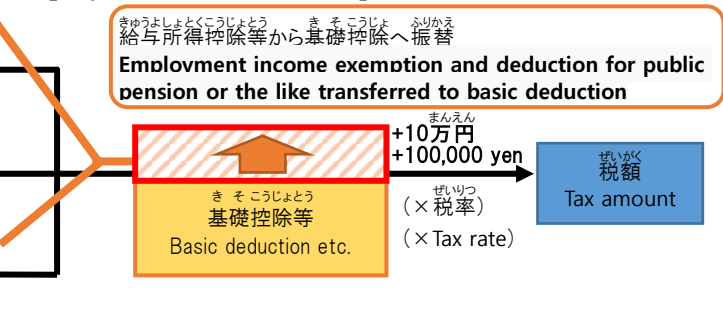 きゅうよしょとくこうじょとう きそこうじょ ふりかえ
給与所得控除等から基礎控除へ振替
Employment income exemption and deduction for public
pension or the like transferred to basic deduction
まんえん
+10万円
+100,000 yen
ぜいがく
税額
Tax amount
きそこうじょとう
基礎控除等
Basic deduction etc.
ぜいりつ
（×税率）
（×Tax rate）